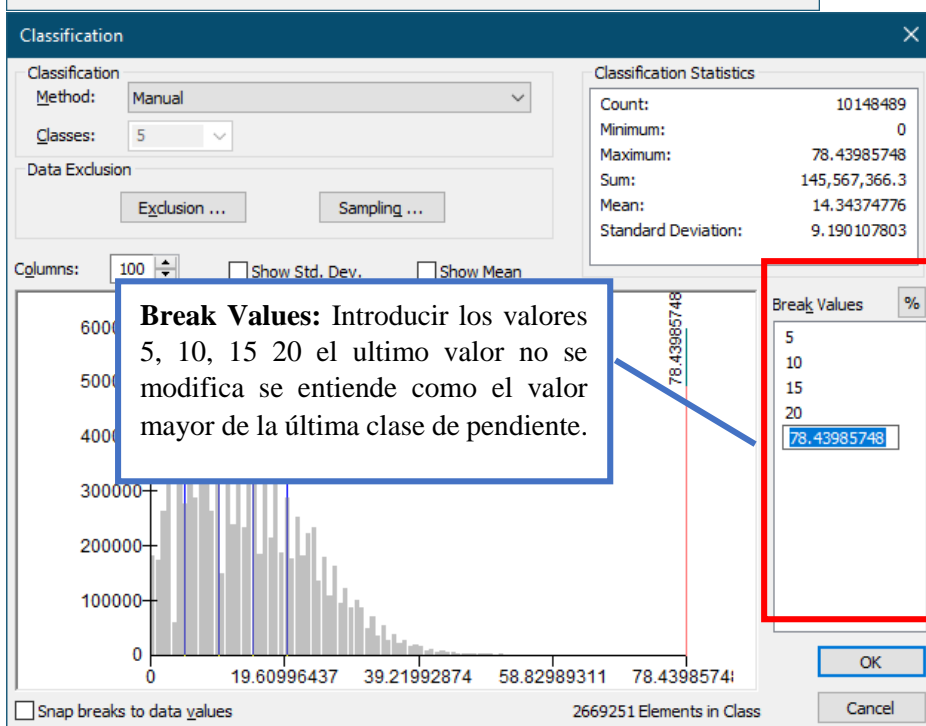 Classification
Classification
Method: Manual
Classes: 5
Data Exclusion
Exclusion ... Sampling ...
Classification Statistics
Count: 10148489
Minimum: 0
Maximum: 78.43985748
Sum: 145,567,366.3
Mean: 14.34374776
Standard Deviation: 9.190107803
Columns: 100 Show Std. Dev. Show Mean
Break Values %
5
10
15
20
78.43985748
Break Values: Introducir los valores
5, 10, 15 20 el ultimo valor no se
modifica se entiende como el valor
mayor de la última clase de pendiente.
78.43985748
6000
5000
4000
300000
200000
100000
0
0 19.60996437 39.21992874 58.82989311 78.4398574
OK
Snap breaks to data values 2669251 Elements in Class Cancel